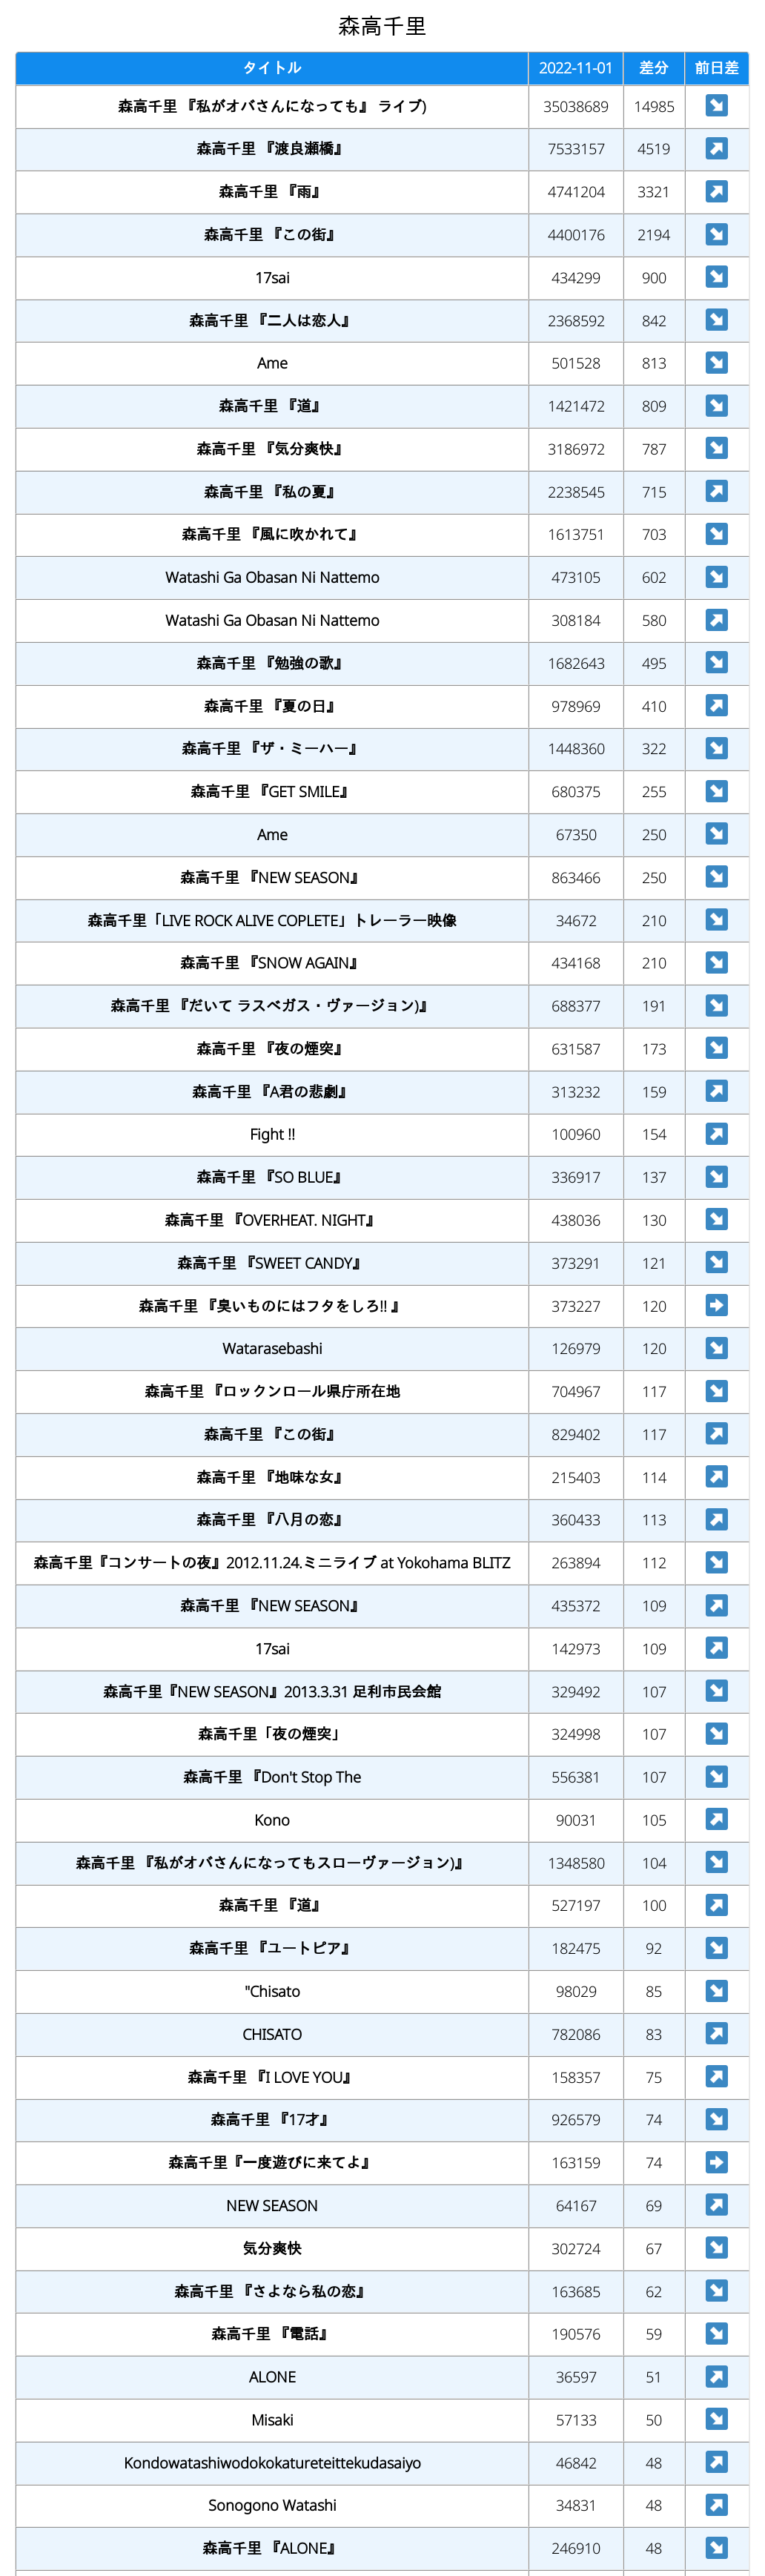 森高千里
タイトル 2022-11-01 差分 前日差
森高千里 『私がオバさんになっても』 ライブ) 35038689 14985 ↘
森高千里 『渡良瀬橋』 7533157 4519 ↗
森高千里 『雨』 4741204 3321 ↗
森高千里 『この街』 4400176 2194 ↘
17sai 434299 900 ↘
森高千里 『二人は恋人』 2368592 842 ↘
Ame 501528 813 ↘
森高千里 『道』 1421472 809 ↘
森高千里 『気分爽快』 3186972 787 ↘
森高千里 『私の夏』 2238545 715 ↗
森高千里 『風に吹かれて』 1613751 703 ↘
Watashi Ga Obasan Ni Nattemo 473105 602 ↘
Watashi Ga Obasan Ni Nattemo 308184 580 ↗
森高千里 『勉強の歌』 1682643 495 ↘
森高千里 『夏の日』 978969 410 ↗
森高千里 『ザ・ミーハー』 1448360 322 ↘
森高千里 『GET SMILE』 680375 255 ↘
Ame 67350 250 ↘
森高千里 『NEW SEASON』 863466 250 ↘
森高千里「LIVE ROCK ALIVE COPLETE」トレーラー映像 34672 210 ↘
森高千里 『SNOW AGAIN』 434168 210 ↘
森高千里 『だいて ラスベガス・ヴァージョン)』 688377 191 ↘
森高千里 『夜の煙突』 631587 173 ↘
森高千里 『A君の悲劇』 313232 159 ↗
Fight !! 100960 154 ↗
森高千里 『SO BLUE』 336917 137 ↘
森高千里 『OVERHEAT. NIGHT』 438036 130 ↘
森高千里 『SWEET CANDY』 373291 121 ↘
森高千里 『臭いものにはフタをしろ!! 』 373227 120 ➡
Watarasebashi 126979 120 ↘
森高千里 『ロックンロール県庁所在地 704967 117 ↘
森高千里 『この街』 829402 117 ↗
森高千里 『地味な女』 215403 114 ↗
森高千里 『八月の恋』 360433 113 ↗
森高千里『コンサートの夜』2012.11.24.ミニライブ at Yokohama BLITZ 263894 112 ↘
森高千里 『NEW SEASON』 435372 109 ↗
17sai 142973 109 ↗
森高千里『NEW SEASON』2013.3.31 足利市民会館 329492 107 ↘
森高千里「夜の煙突」 324998 107 ↘
森高千里 『Don't Stop The 556381 107 ↘
Kono 90031 105 ↗
森高千里 『私がオバさんになってもスローヴァージョン)』 1348580 104 ↘
森高千里 『道』 527197 100 ↗
森高千里 『ユートピア』 182475 92 ↘
"Chisato 98029 85 ↘
CHISATO 782086 83 ↗
森高千里 『I LOVE YOU』 158357 75 ↗
森高千里 『17才』 926579 74 ↘
森高千里『一度遊びに来てよ』 163159 74 ➡
NEW SEASON 64167 69 ↗
気分爽快 302724 67 ↘
森高千里 『さよなら私の恋』 163685 62 ↘
森高千里 『電話』 190576 59 ↘
ALONE 36597 51 ↗
Misaki 57133 50 ↘
Kondowatashiwodokokatureteittekudasaiyo 46842 48 ↗
Sonogono Watashi 34831 48 ↗
森高千里 『ALONE』 246910 48 ↘